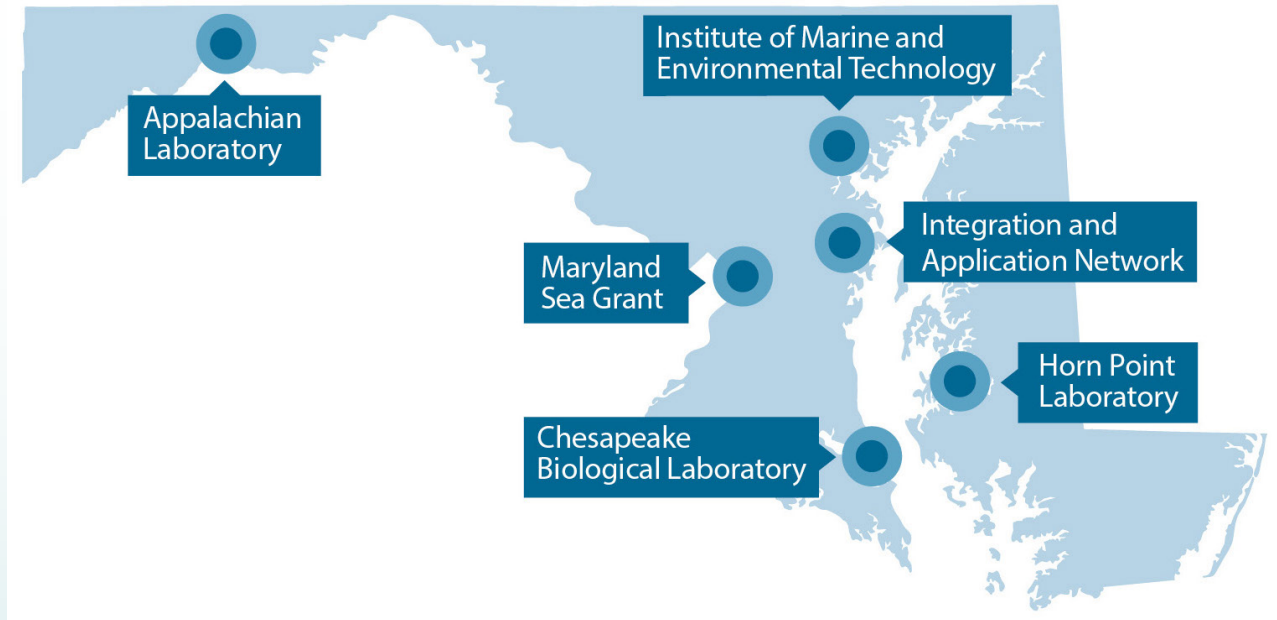 Appalachian
Laboratory
Institute of Marine and
Environmental Technology
Integration and
Application Network
Maryland
Sea Grant
Horn Point
Laboratory
Chesapeake
Biological Laboratory